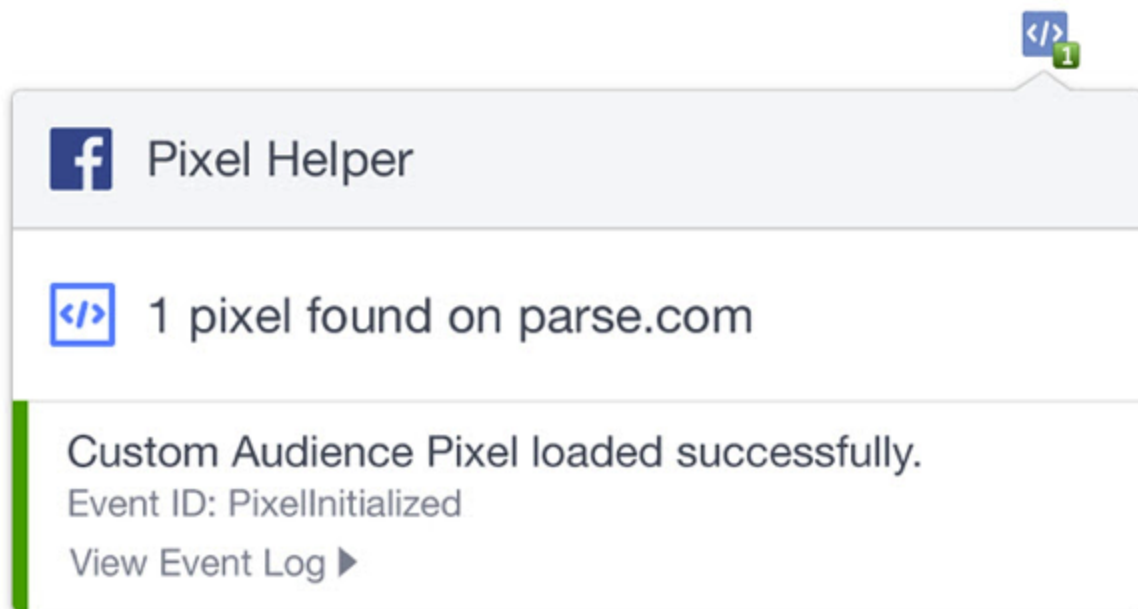 </> 1
f Pixel Helper
</> 1 pixel found on parse.com
Custom Audience Pixel loaded successfully.
Event ID: PixelInitialized
View Event Log